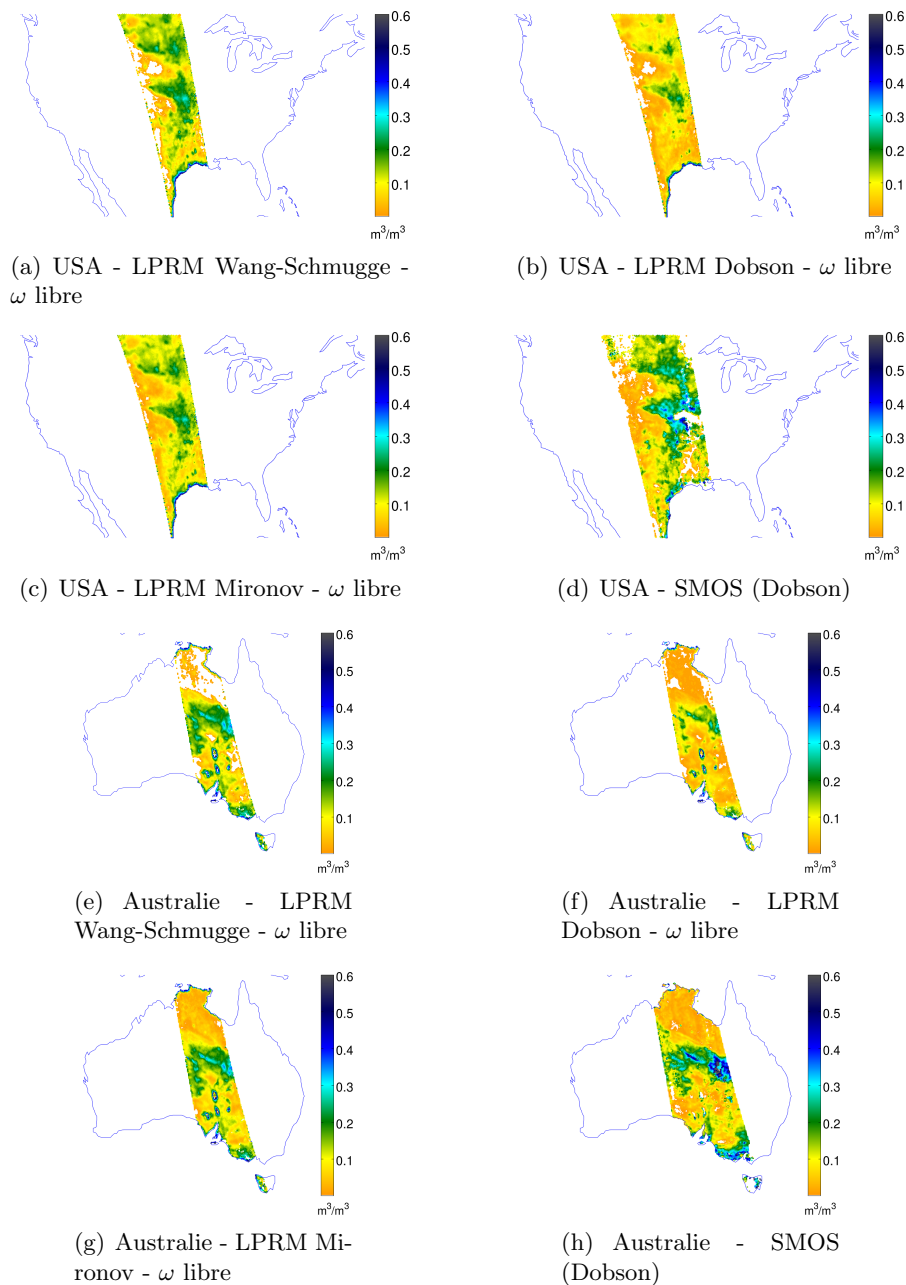 0.6
0.5
0.4
0.3
0.2
0.1
m³/m³
0.6
0.5
0.4
0.3
0.2
0.1
m³/m³
(a) USA - LPRM Wang-Schmugge -
ω libre
(b) USA - LPRM Dobson - ω libre
0.6
0.5
0.4
0.3
0.2
0.1
m³/m³
0.6
0.5
0.4
0.3
0.2
0.1
m³/m³
(c) USA - LPRM Mironov - ω libre
(d) USA - SMOS (Dobson)
0.6
0.5
0.4
0.3
0.2
0.1
m³/m³
0.6
0.5
0.4
0.3
0.2
0.1
m³/m³
(e) Australie - LPRM
Wang-Schmugge - ω libre
(f) Australie - LPRM
Dobson - ω libre
0.6
0.5
0.4
0.3
0.2
0.1
m³/m³
0.6
0.5
0.4
0.3
0.2
0.1
m³/m³
(g) Australie - LPRM Mi-
ronov - ω libre
(h) Australie - SMOS
(Dobson)